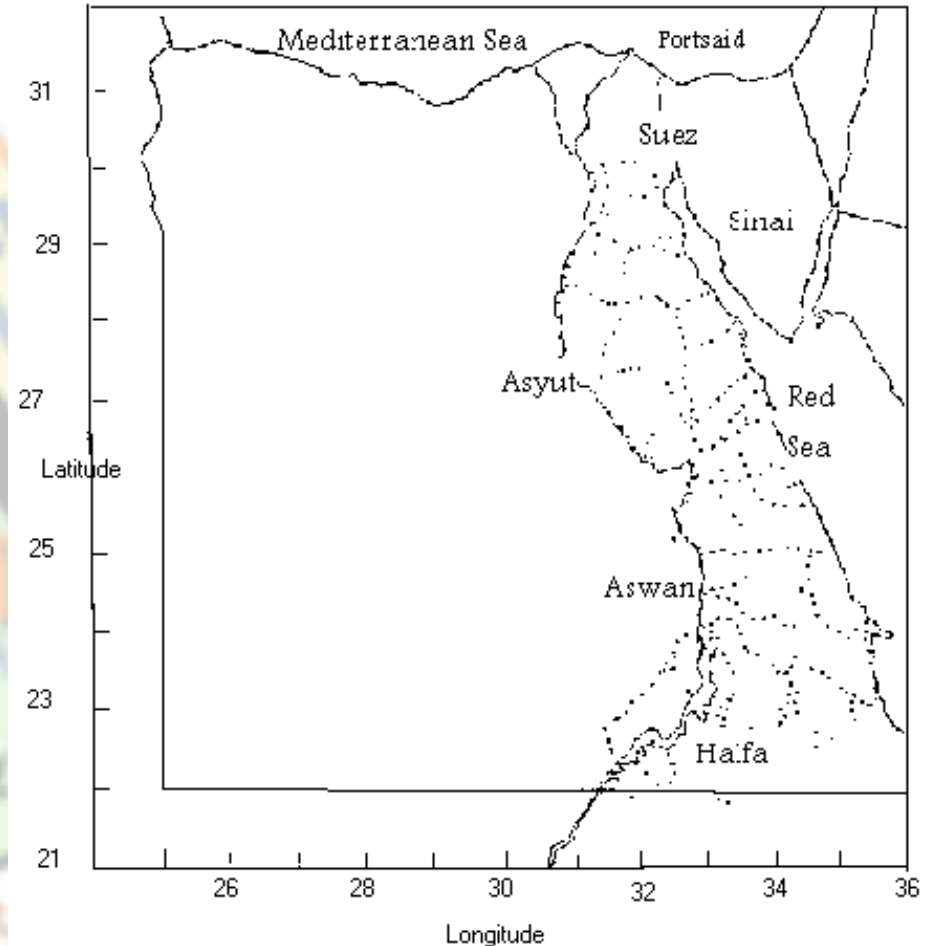 Mediterranean Sea
Portsaid
31
Suez
Sinai
29
Asyut
27
Red
Sea
Latitude
25
Aswan
23
Halfa
21
26
28
30
32
34
36
Longitude